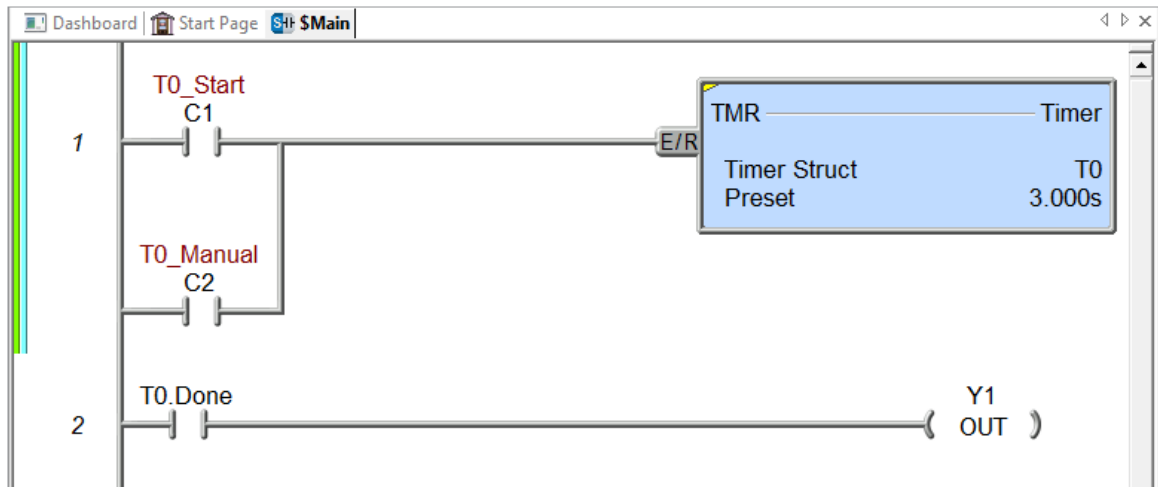 Dashboard Start Page $Main
T0_Start
C1
1
E/R
TMR Timer
Timer Struct T0
Preset 3.000s
T0_Manual
C2
T0.Done
Y1
2
OUT